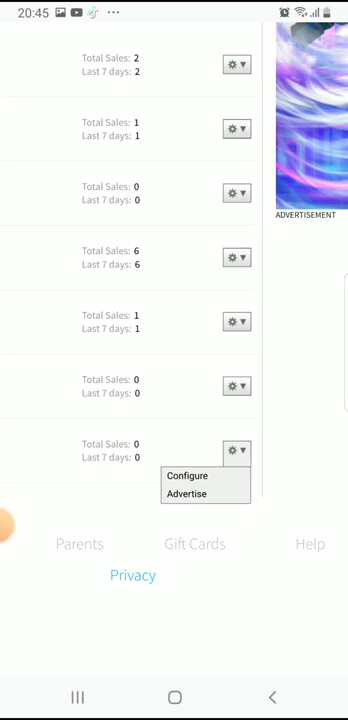 20:45
Total Sales: 2
Last 7 days: 2
Total Sales: 1
Last 7 days: 1
ADVERTISEMENT
Total Sales: 0
Last 7 days: 0
Total Sales: 6
Last 7 days: 6
Total Sales: 1
Last 7 days: 1
Total Sales: 0
Last 7 days: 0
Total Sales: 0
Last 7 days: 0
Configure
Advertise
Parents Gift Cards Help
Privacy